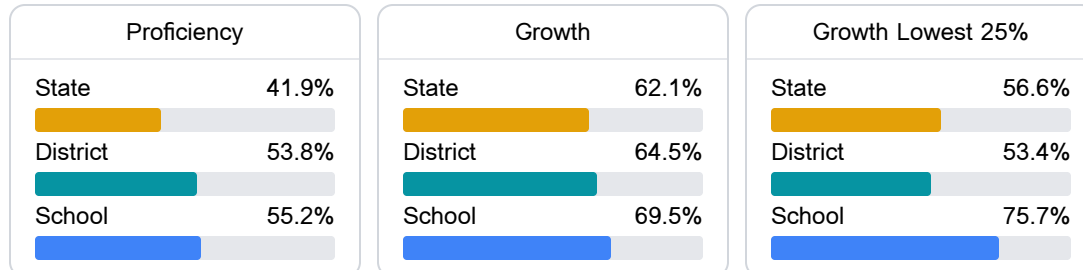 Proficiency
State 41.9%
District 53.8%
School 55.2%
Growth
State 62.1%
District 64.5%
School 69.5%
Growth Lowest 25%
State 56.6%
District 53.4%
School 75.7%